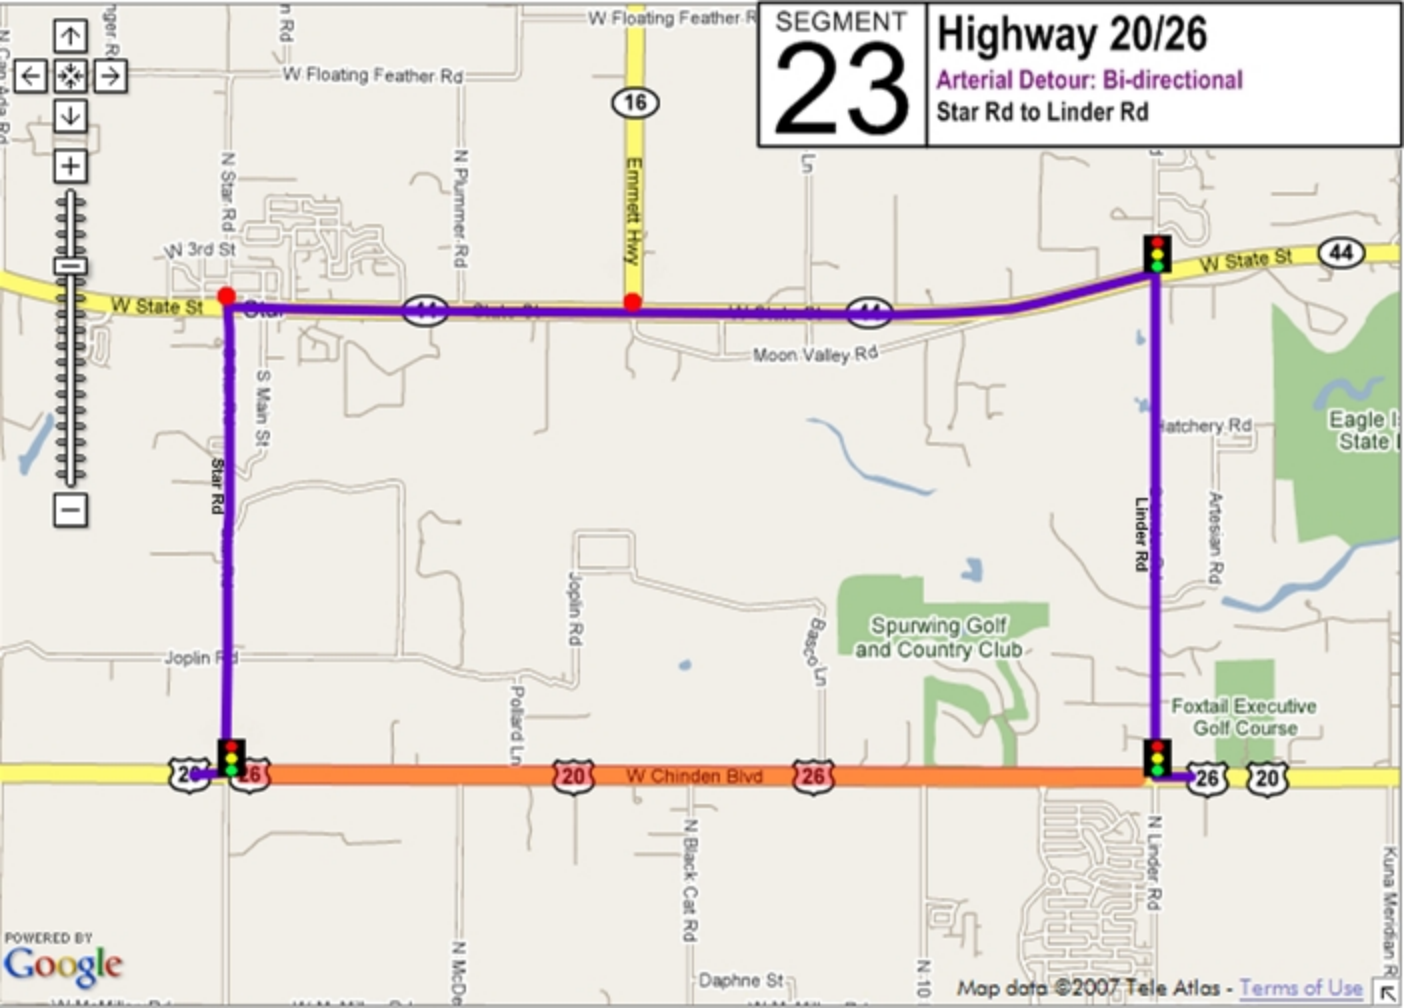 SEGMENT
23
Highway 20/26
Arterial Detour: Bi-directional
Star Rd to Linder Rd
W Floating Feather
W Floating Feather Rd
16
Emmett Hwy
N Star Rd
N Plummer Rd
Ln
W 3rd St
W State St
44
W State St
44
State St
W State St
44
Moon Valley Rd
S Main St
Star Rd
Hatchery Rd
Eagle
State
Artesian Rd
Linder Rd
Joplin Rd
Joplin Rd
Basco Ln
Pollard Ln
Spurwing Golf
and Country Club
Foxtail Executive
Golf Course
20
26
20
W Chinden Blvd
26
26
20
N Black Cat Rd
N Linder Rd
Kuna Meridian
N 10
Daphne St
POWERED BY
Google
Map data ©2007 Tele Atlas - Terms of Use